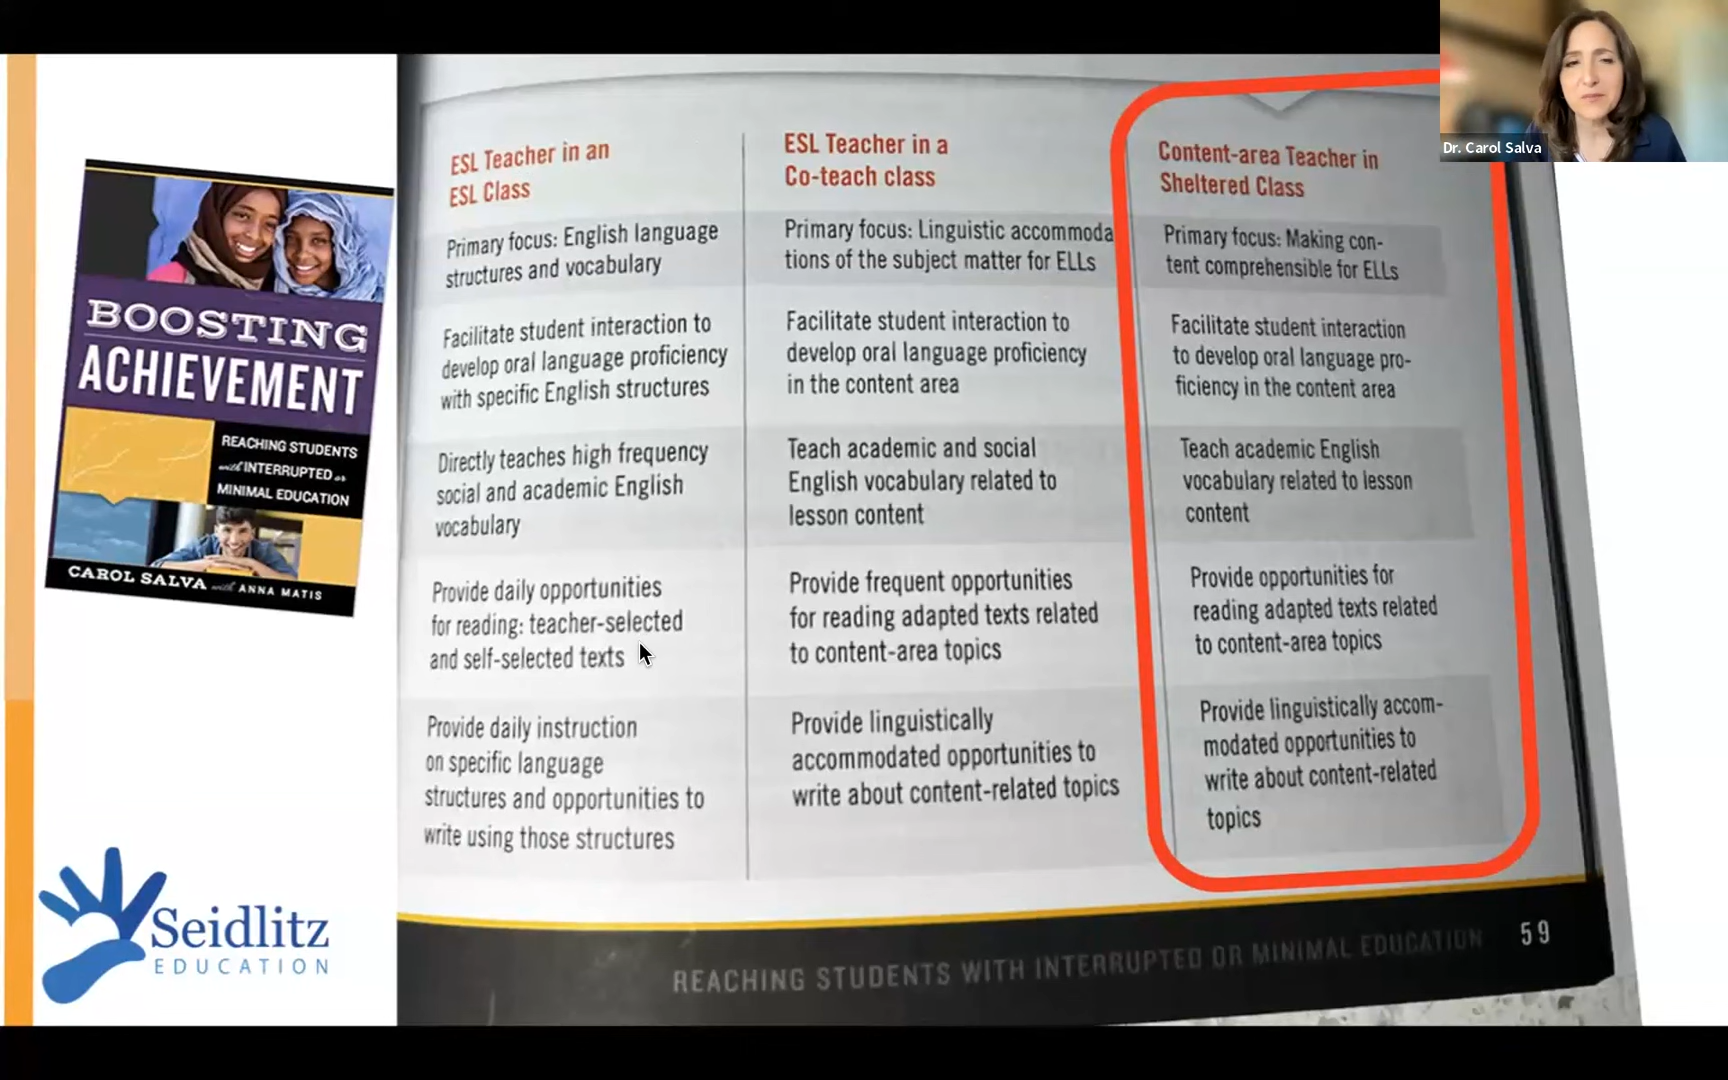 Dr. Carol Salva
BOOSTING
ACHIEVEMENT
REACHING STUDENTS
with INTERRUPTED or
MINIMAL EDUCATION
CAROL SALVA with ANNA MATIS
Seidlitz
EDUCATION
ESL Teacher in an
ESL Class
Primary focus: English language
structures and vocabulary
Facilitate student interaction to
develop oral language proficiency
with specific English structures
Directly teaches high frequency
social and academic English
vocabulary
Provide daily opportunities
for reading: teacher-selected
and self-selected texts
Provide daily instruction
on specific language
structures and opportunities to
write using those structures
ESL Teacher in a
Co-teach class
Primary focus: Linguistic accommoda
tions of the subject matter for ELLs
Facilitate student interaction to
develop oral language proficiency
in the content area
Teach academic and social
English vocabulary related to
lesson content
Provide frequent opportunities
for reading adapted texts related
to content-area topics
Provide linguistically
accommodated opportunities to
write about content-related topics
Content-area Teacher in
Sheltered Class
Primary focus: Making con-
tent comprehensible for ELLs
Facilitate student interaction
to develop oral language pro-
ficiency in the content area
Teach academic English
vocabulary related to lesson
content
Provide opportunities for
reading adapted texts related
to content-area topics
Provide linguistically accom-
modated opportunities to
write about content-related
topics
REACHING STUDENTS WITH INTERRUPTED OR MINIMAL EDUCATION 59